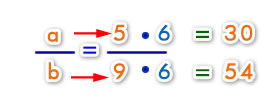 a → 5 · 6 = 30
=
b → 9 · 6 = 54